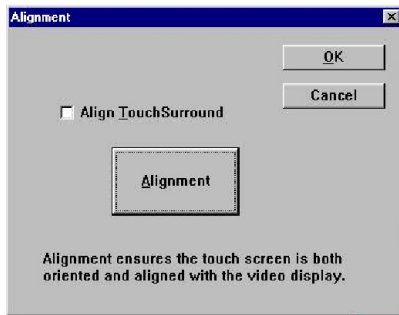 Alignment
OK
Cancel
Align TouchSurround
Alignment
Alignment ensures the touch screen is both
oriented and aligned with the video display.